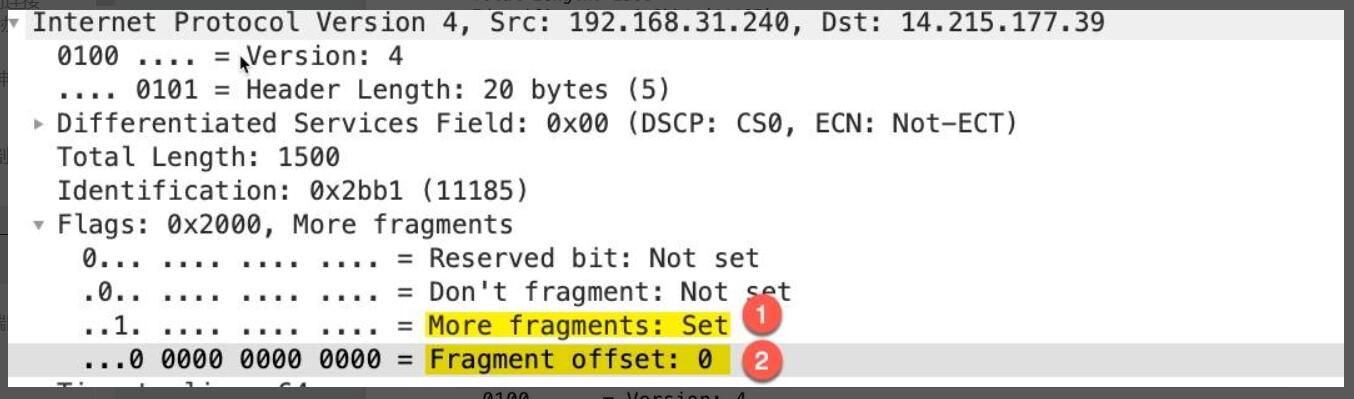 Internet Protocol Version 4, Src: 192.168.31.240, Dst: 14.215.177.39
0100 .... = Version: 4
.... 0101 = Header Length: 20 bytes (5)
Differentiated Services Field: 0x00 (DSCP: CS0, ECN: Not-ECT)
Total Length: 1500
Identification: 0x2bb1 (11185)
Flags: 0x2000, More fragments
0... .... .... .... = Reserved bit: Not set
.0.. .... .... .... = Don't fragment: Not set
..1. .... .... .... = More fragments: Set 1
...0 0000 0000 0000 = Fragment offset: 0 2